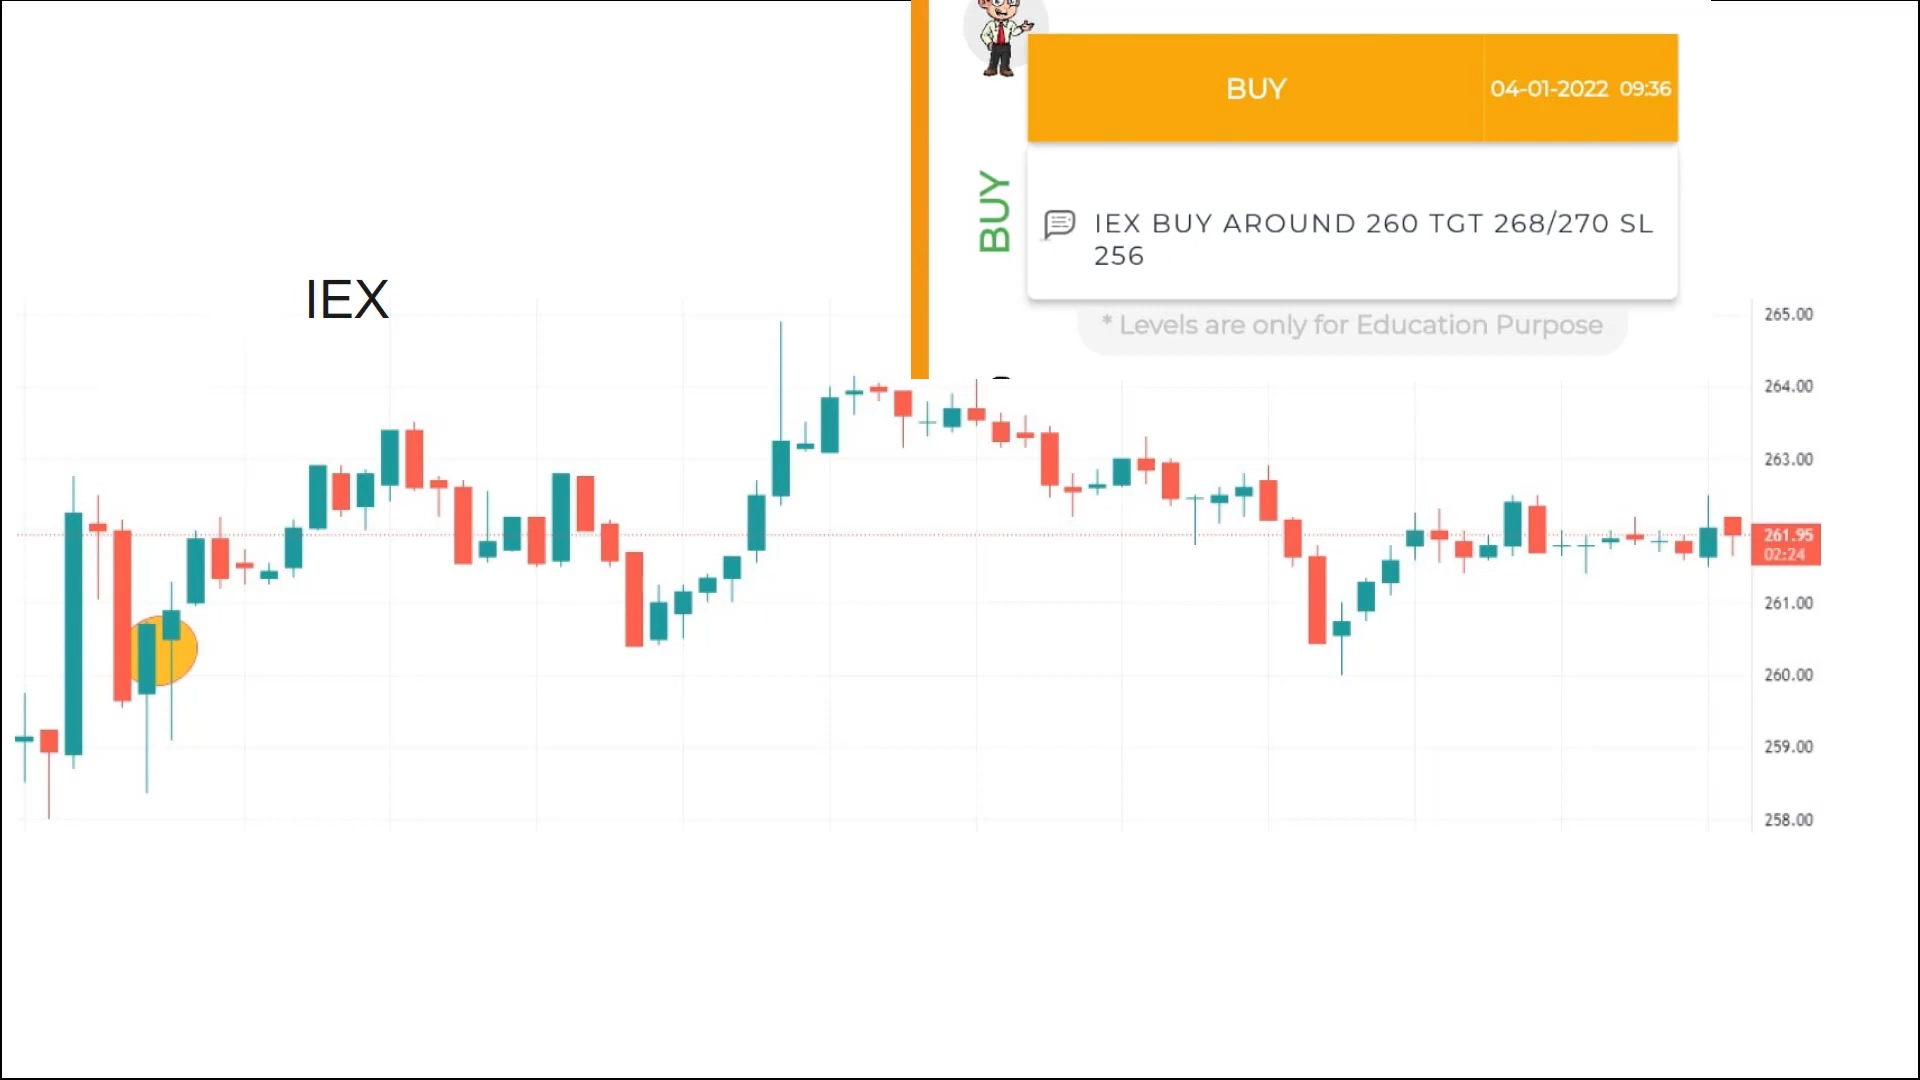 BUY
04-01-2022 09:36
BUY
IEX BUY AROUND 260 TGT 268/270 SL
256
* Levels are only for Education Purpose
IEX
265.00
264.00
263.00
261.95
02:24
261.00
260.00
259.00
258.00